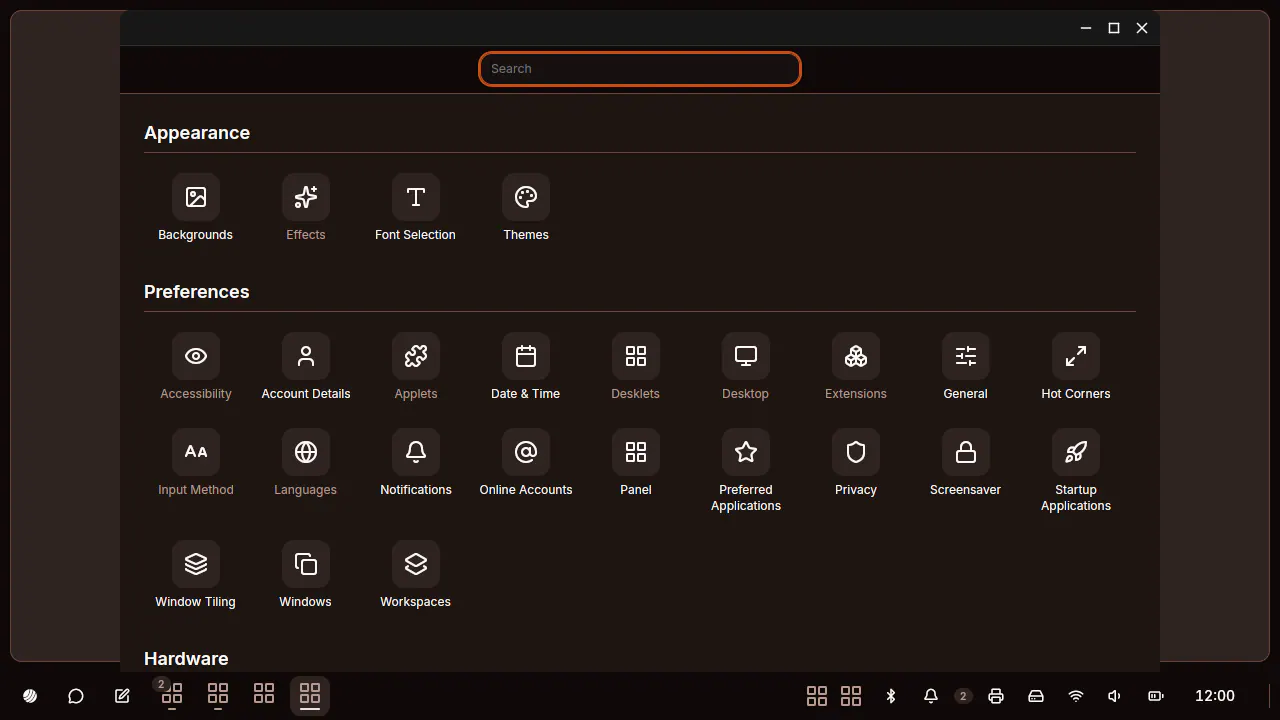 Search
Appearance
Backgrounds
Effects
Font Selection
Themes
Preferences
Accessibility
Account Details
Applets
Date & Time
Desklets
Desktop
Extensions
General
Hot Corners
Input Method
Languages
Notifications
Online Accounts
Panel
Preferred
Applications
Privacy
Screensaver
Startup
Applications
Window Tiling
Windows
Workspaces
Hardware
2
2
12:00